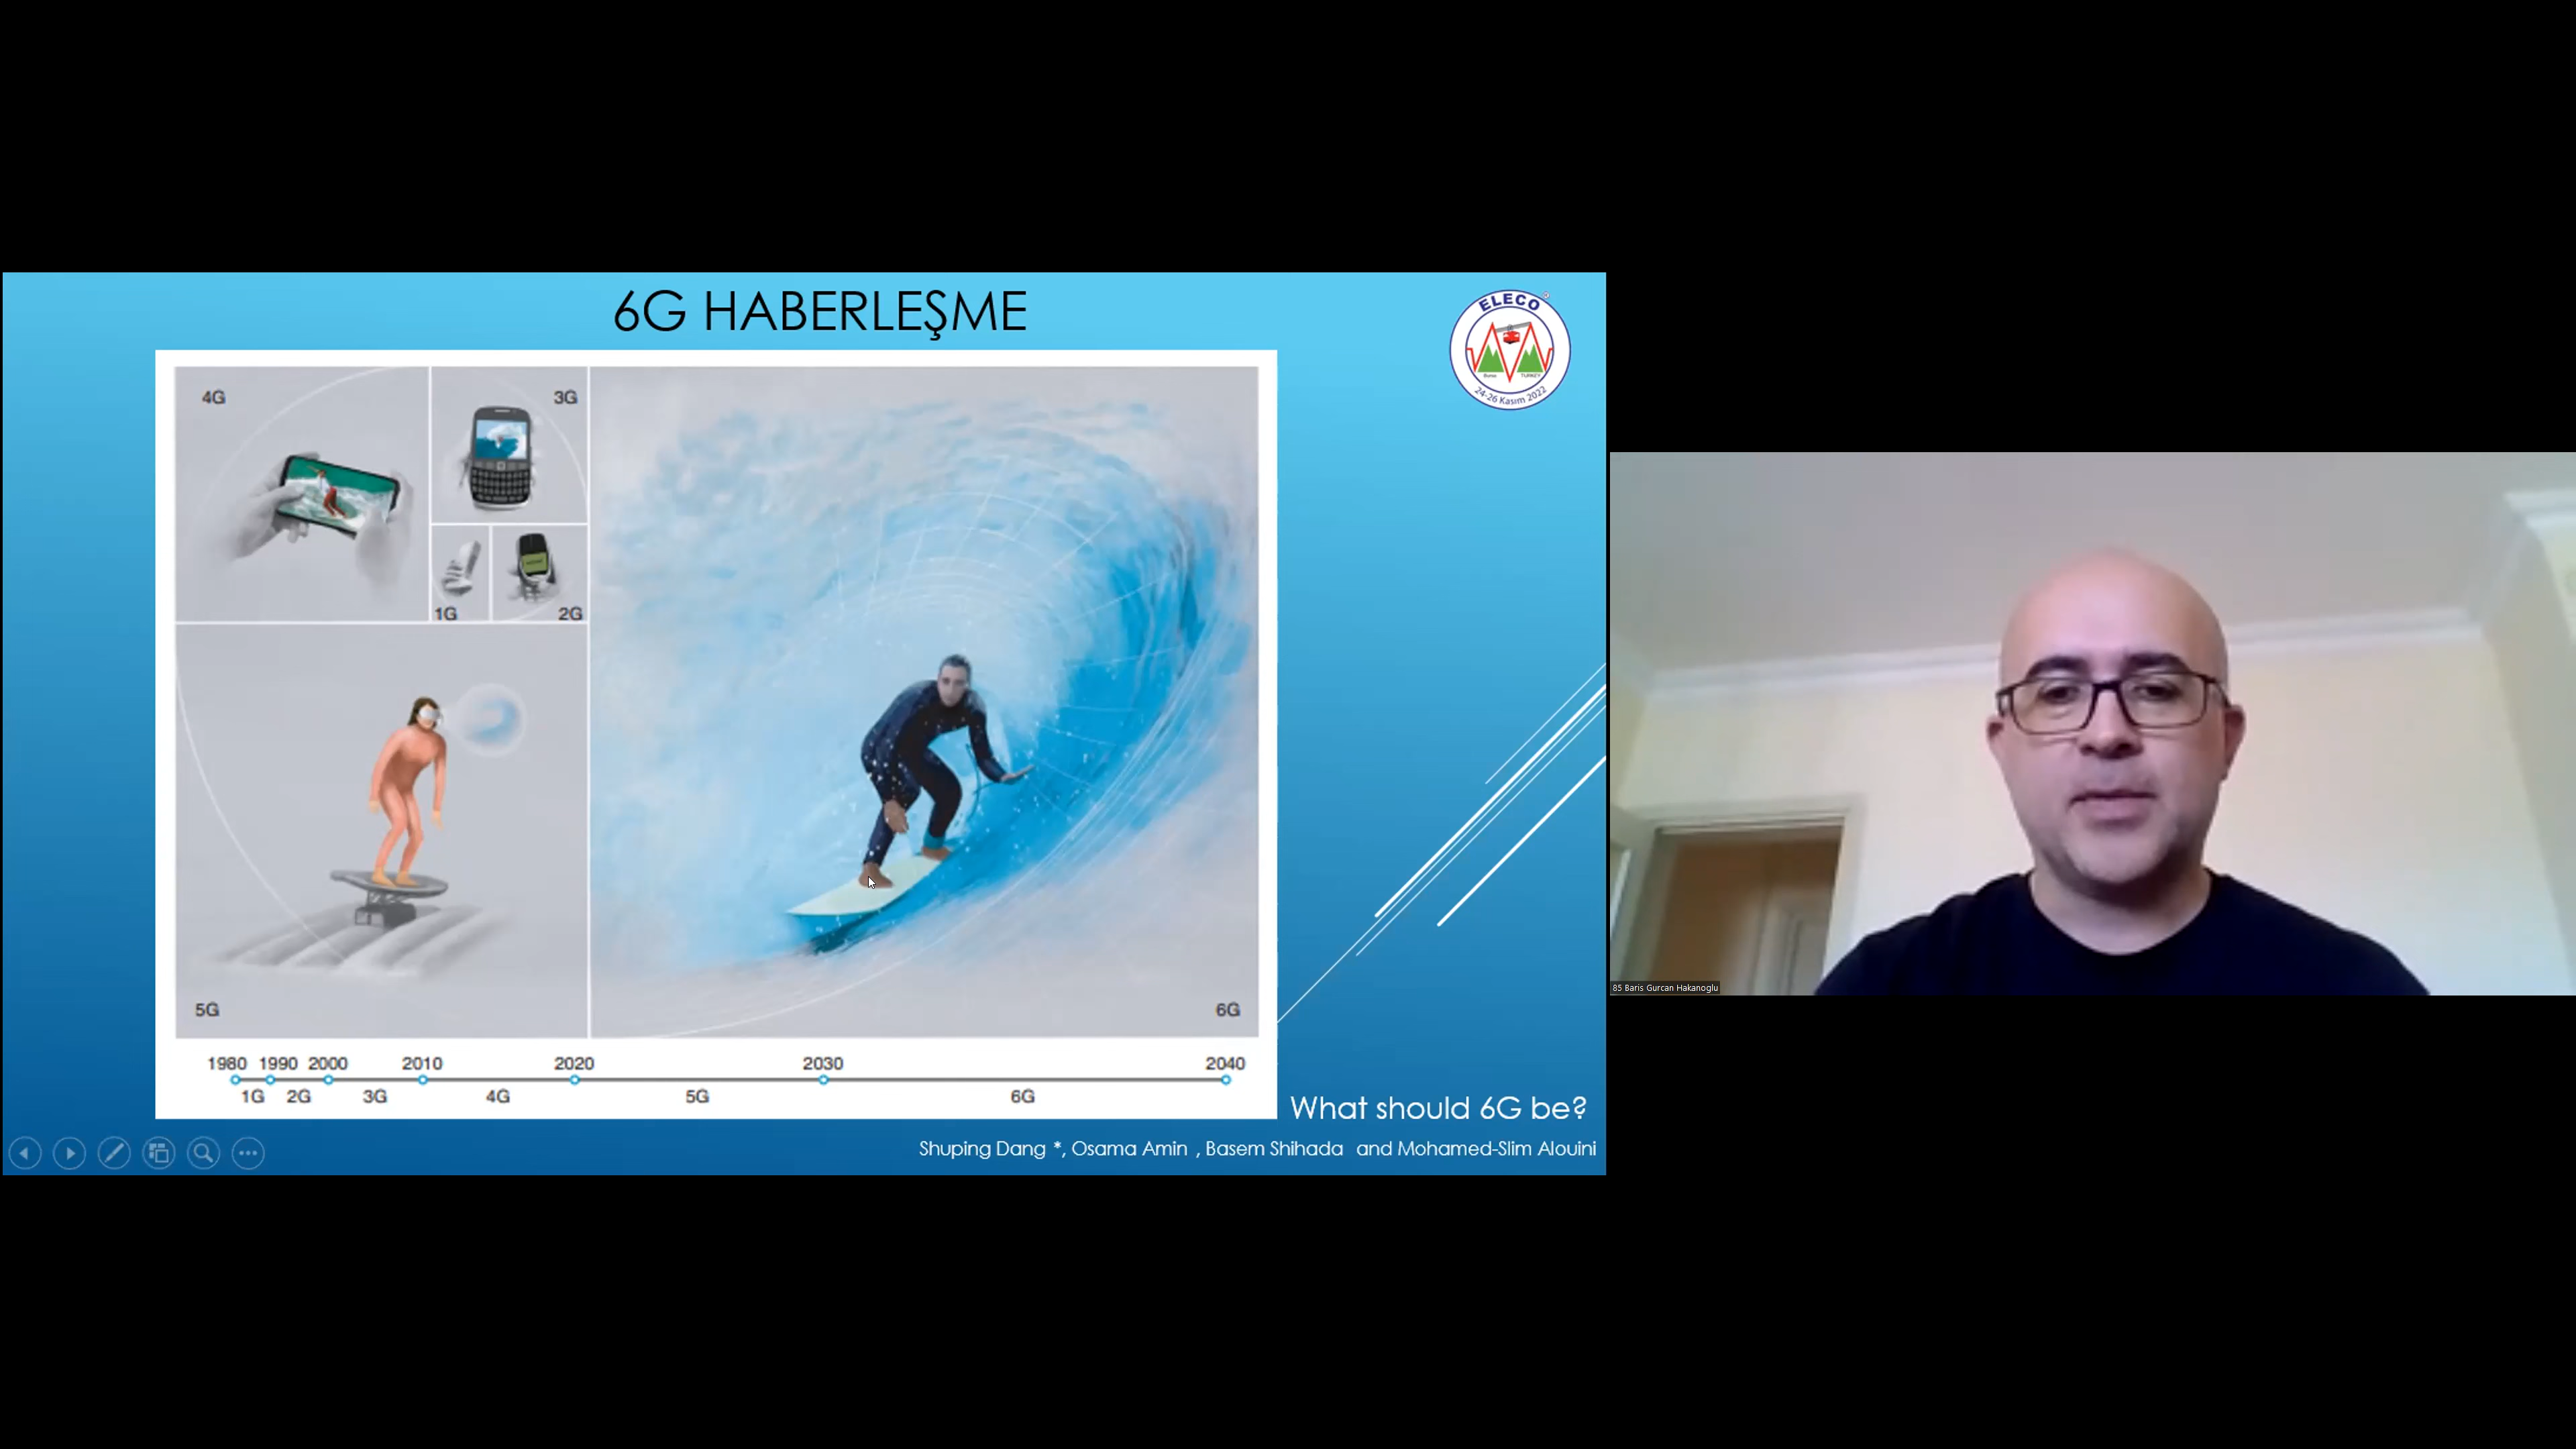 6G HABERLEŞME
ELECO
Bursa
TURKEY
24-26 Kasım 2022
4G
3G
1G
2G
5G
6G
1980 1990 2000 2010 2020 2030 2040
1G 2G 3G 4G 5G 6G
What should 6G be?
Shuping Dang *, Osama Amin , Basem Shihada and Mohamed-Slim Alouini
85 Baris Gurcan Hakanoglu